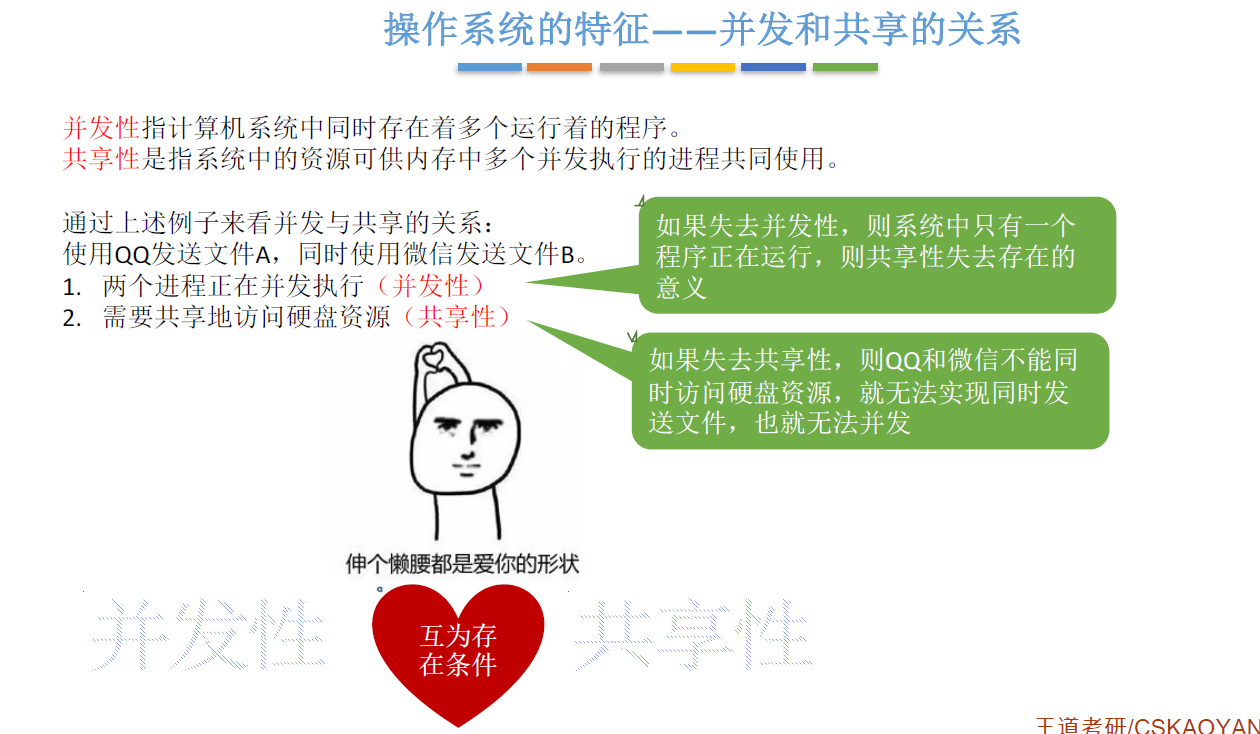 操作系统的特征——并发和共享的关系
并发性指计算机系统中同时存在着多个运行着的程序。
共享性是指系统中的资源可供内存中多个并发执行的进程共同使用。
通过上述例子来看并发与共享的关系：
使用QQ发送文件A，同时使用微信发送文件B。
1. 两个进程正在并发执行（并发性）
2. 需要共享地访问硬盘资源（共享性）
如果失去并发性，则系统中只有一个
程序正在运行，则共享性失去存在的
意义
如果失去共享性，则QQ和微信不能同
时访问硬盘资源，就无法实现同时发
送文件，也就无法并发
伸个懒腰都是爱你的形状
并发性
互为存
在条件
共享性
王道考研/CSKAOYAN